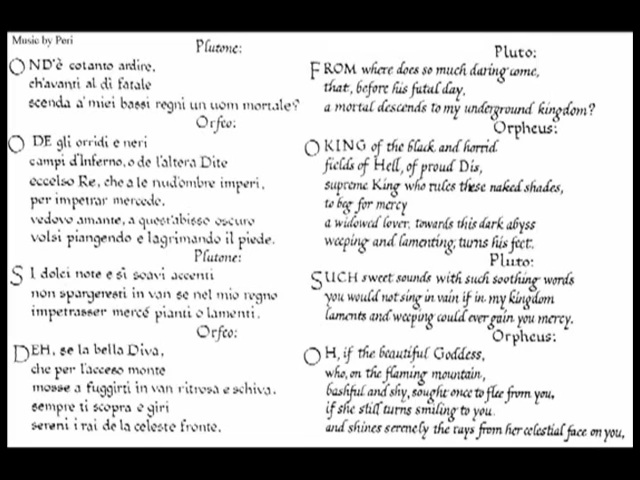 Music by Peri
Plutone:
OND'è cotanto ardire,
ch'avanti al dì fatale
scenda a' miei bassi regni un uom mortale?
Orfeo:
O DE gli orridi e neri
campi d'Inferno, o de l'altera Dite
eccelso Re, che a le nud'ombre imperi,
per impetrar mercede,
vedovo amante, a quest'abisso oscuro
volsi piangendo e lagrimando il piede.
Plutone:
SI dolci note e sì soavi accenti
non spargeresti in van se nel mio regno
impetrasser mercé pianti o lamenti.
Orfeo:
DEH, se la bella Diva,
che per l'acceso monte
mosse a fuggirti in van ritrosa e schiva,
sempre ti scopra e giri
sereni i rai de la celeste fronte,
Pluto:
FROM where does so much daring come,
that, before his fatal day,
a mortal descends to my underground kingdom?
Orpheus:
O KING of the black and horrid
fields of Hell, of proud Dis,
supreme King who rules these naked shades,
to beg for mercy
a widowed lover, towards this dark abyss
weeping and lamenting, turns his feet.
Pluto:
SUCH sweet sounds with such soothing words
you would not sing in vain if in my kingdom
laments and weeping could ever gain you mercy.
Orpheus:
OH, if the beautiful Goddess,
who, on the flaming mountain,
bashful and shy, sought once to flee from you,
if she still turns smiling to you
and shines serenely the rays from her celestial face on you,